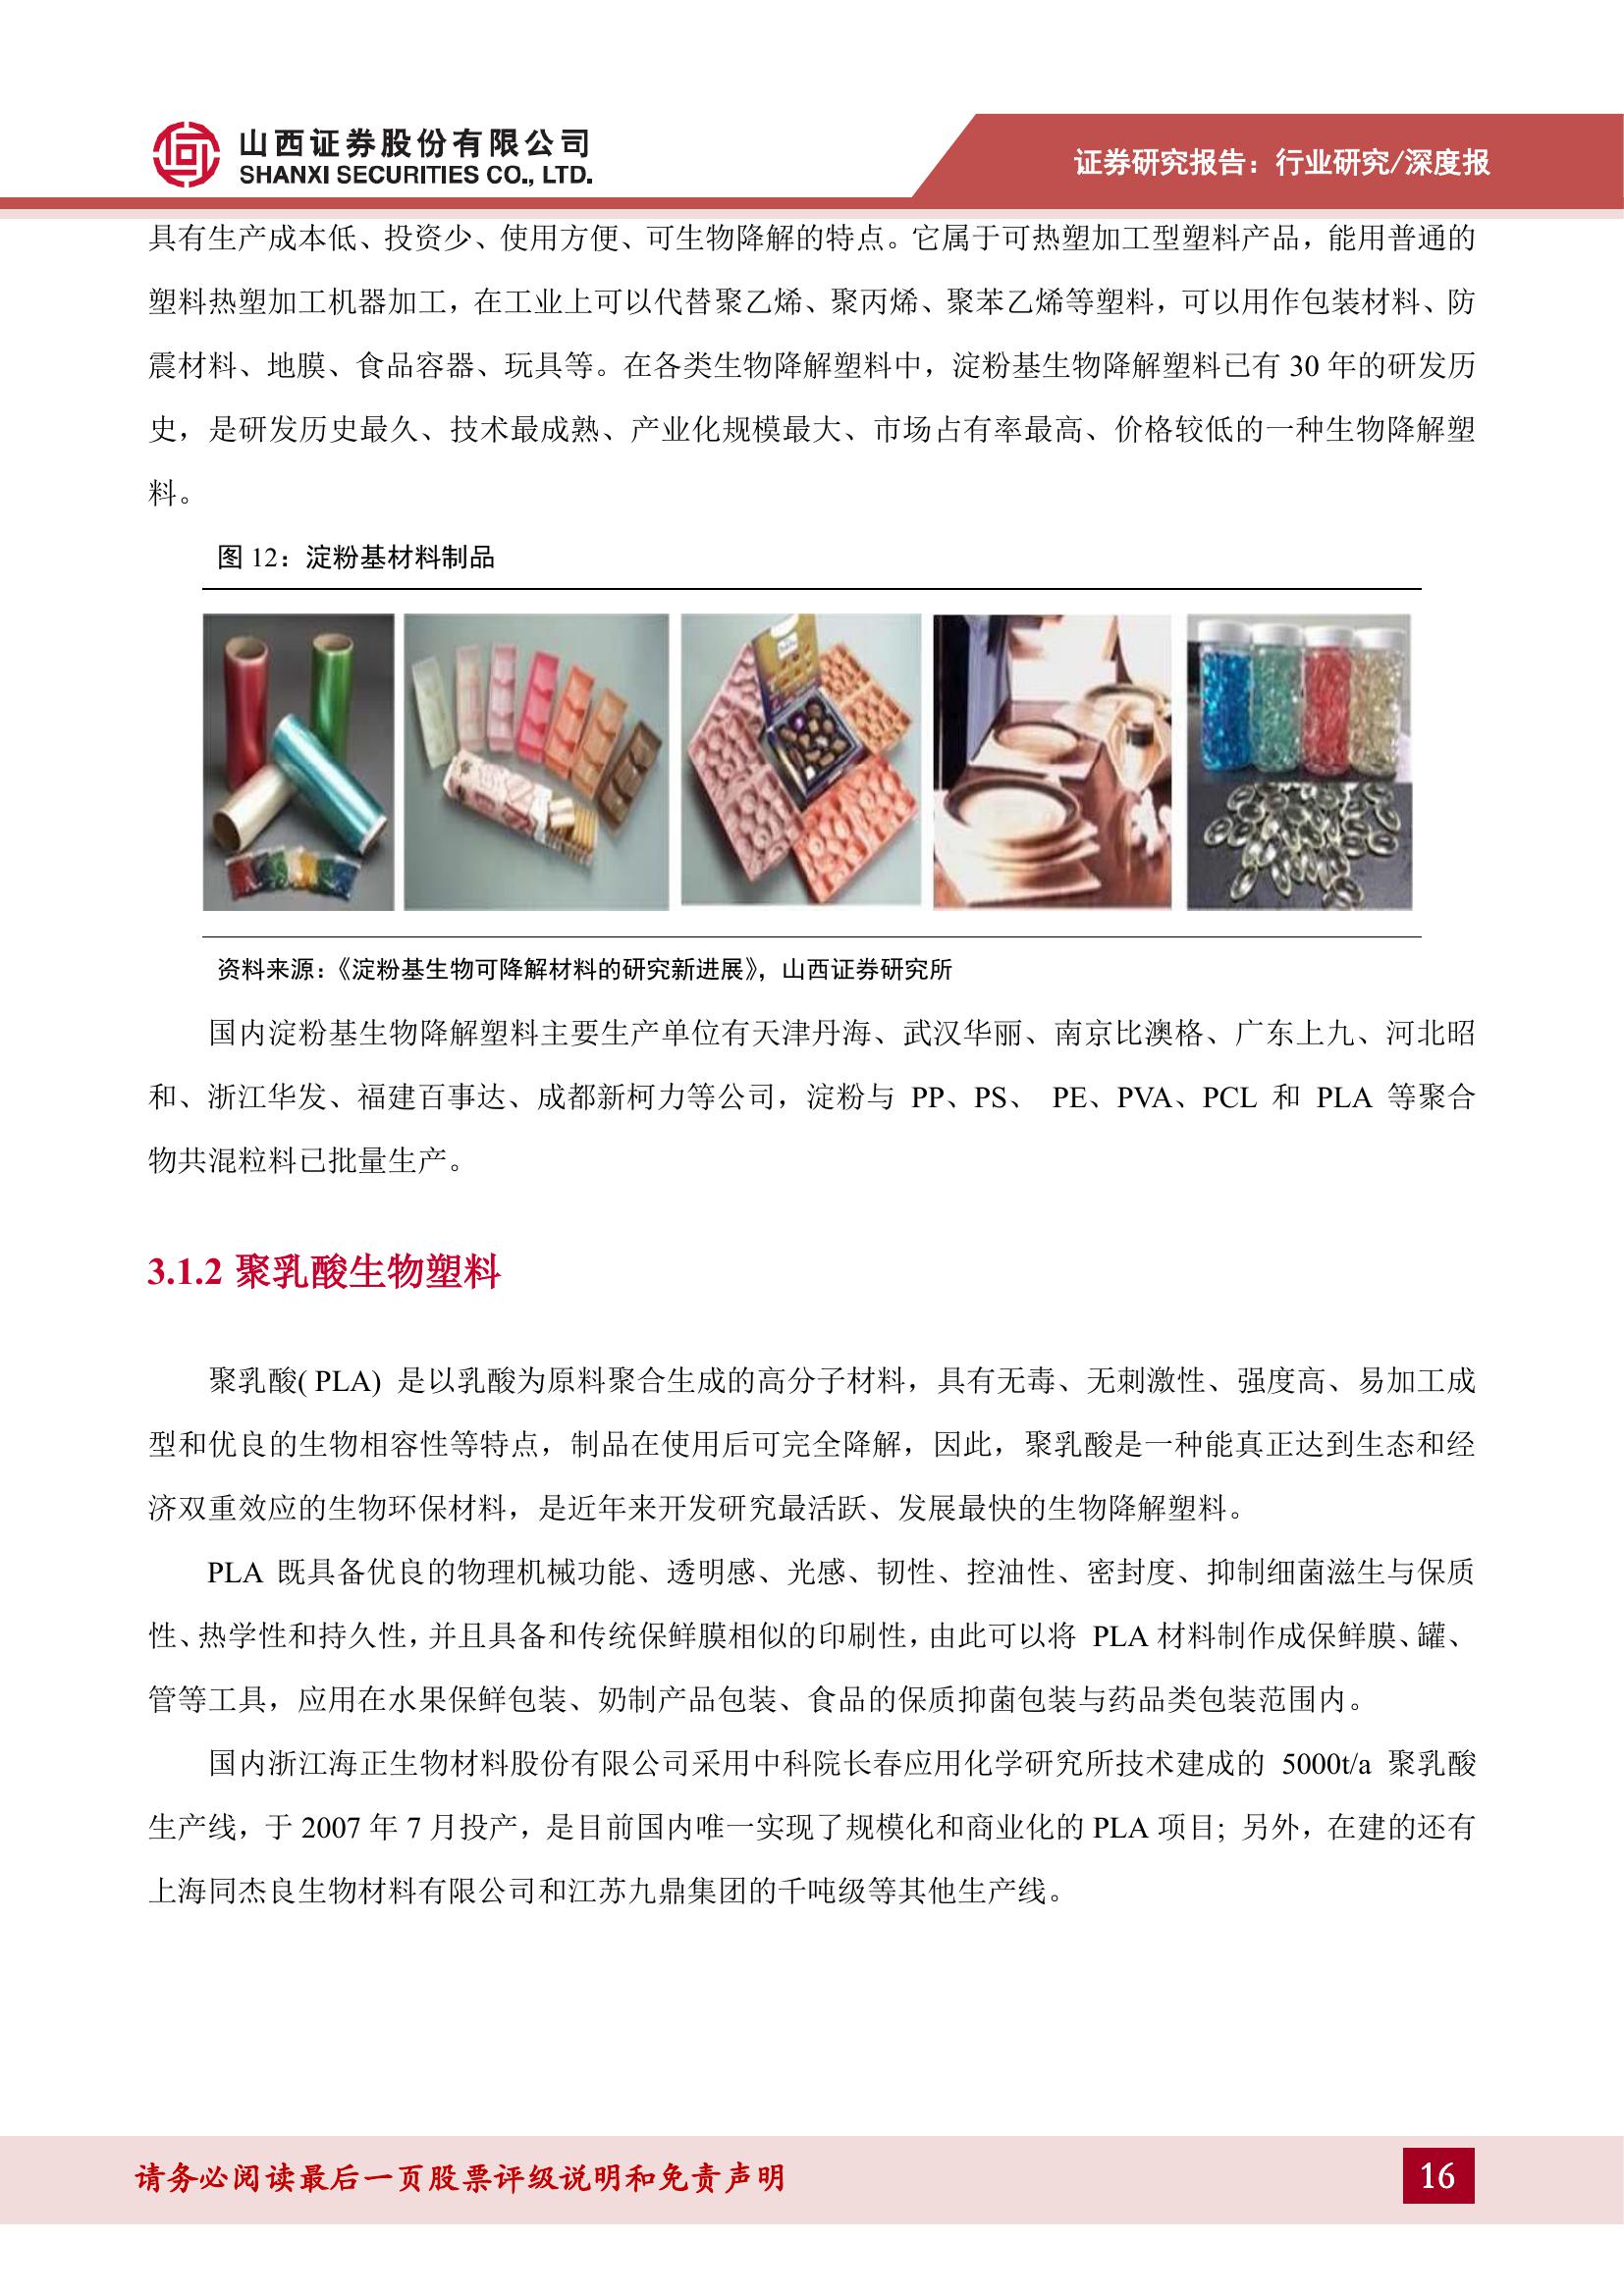 山西证券股份有限公司
SHANXI SECURITIES CO., LTD.
证券研究报告：行业研究/深度报
具有生产成本低、投资少、使用方便、可生物降解的特点。它属于可热塑加工型塑料产品，能用普通的
塑料热塑加工机器加工，在工业上可以代替聚乙烯、聚丙烯、聚苯乙烯等塑料，可以用作包装材料、防
震材料、地膜、食品容器、玩具等。在各类生物降解塑料中，淀粉基生物降解塑料已有 30 年的研发历
史，是研发历史最久、技术最成熟、产业化规模最大、市场占有率最高、价格较低的一种生物降解塑
料。
图 12：淀粉基材料制品
资料来源：《淀粉基生物可降解材料的研究新进展》，山西证券研究所
国内淀粉基生物降解塑料主要生产单位有天津丹海、武汉华丽、南京比澳格、广东上九、河北昭
和、浙江华发、福建百事达、成都新柯力等公司，淀粉与 PP、PS、 PE、PVA、PCL 和 PLA 等聚合
物共混粒料已批量生产。
3.1.2 聚乳酸生物塑料
聚乳酸( PLA) 是以乳酸为原料聚合生成的高分子材料，具有无毒、无刺激性、强度高、易加工成
型和优良的生物相容性等特点，制品在使用后可完全降解，因此，聚乳酸是一种能真正达到生态和经
济双重效应的生物环保材料，是近年来开发研究最活跃、发展最快的生物降解塑料。
PLA 既具备优良的物理机械功能、透明感、光感、韧性、控油性、密封度、抑制细菌滋生与保质
性、热学性和持久性，并且具备和传统保鲜膜相似的印刷性，由此可以将 PLA 材料制作成保鲜膜、罐、
管等工具，应用在水果保鲜包装、奶制产品包装、食品的保质抑菌包装与药品类包装范围内。
国内浙江海正生物材料股份有限公司采用中科院长春应用化学研究所技术建成的 5000t/a 聚乳酸
生产线，于 2007 年 7 月投产，是目前国内唯一实现了规模化和商业化的 PLA 项目; 另外，在建的还有
上海同杰良生物材料有限公司和江苏九鼎集团的千吨级等其他生产线。
请务必阅读最后一页股票评级说明和免责声明
16